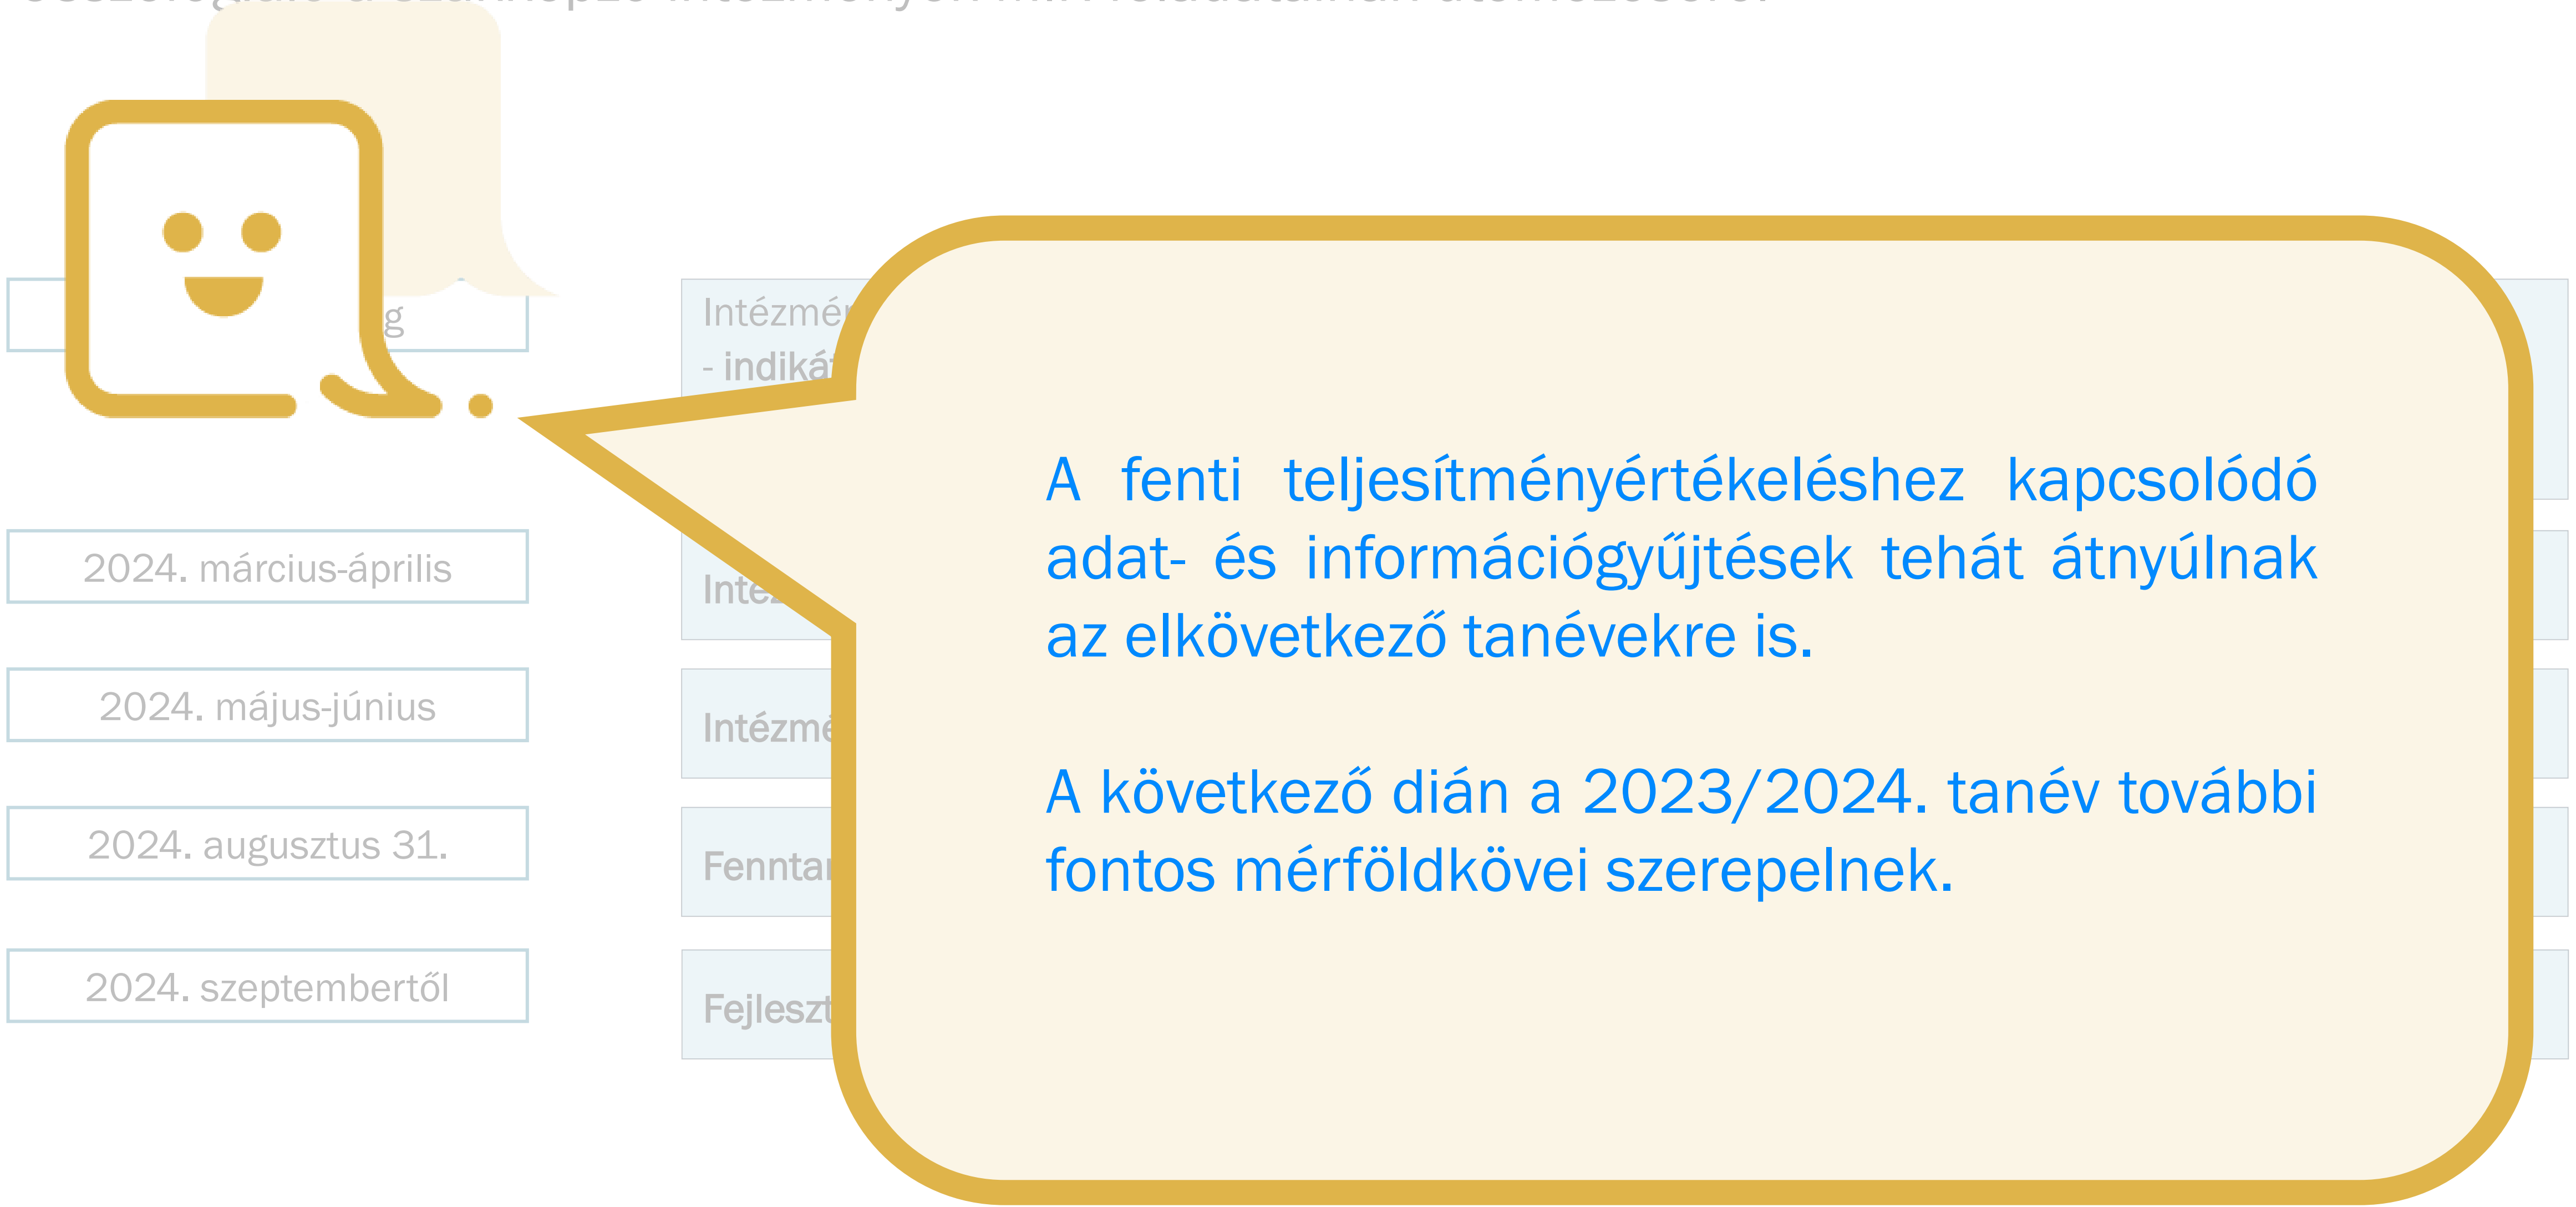 2024. március-április
2024. május-június
2024. augusztus 31.
2024. szeptembertől
A fenti teljesítményértékeléshez kapcsolódó
adat- és információgyűjtések tehát átnyúlnak
az elkövetkező tanévekre is.
A következő dián a 2023/2024. tanév további
fontos mérföldkövei szerepelnek.